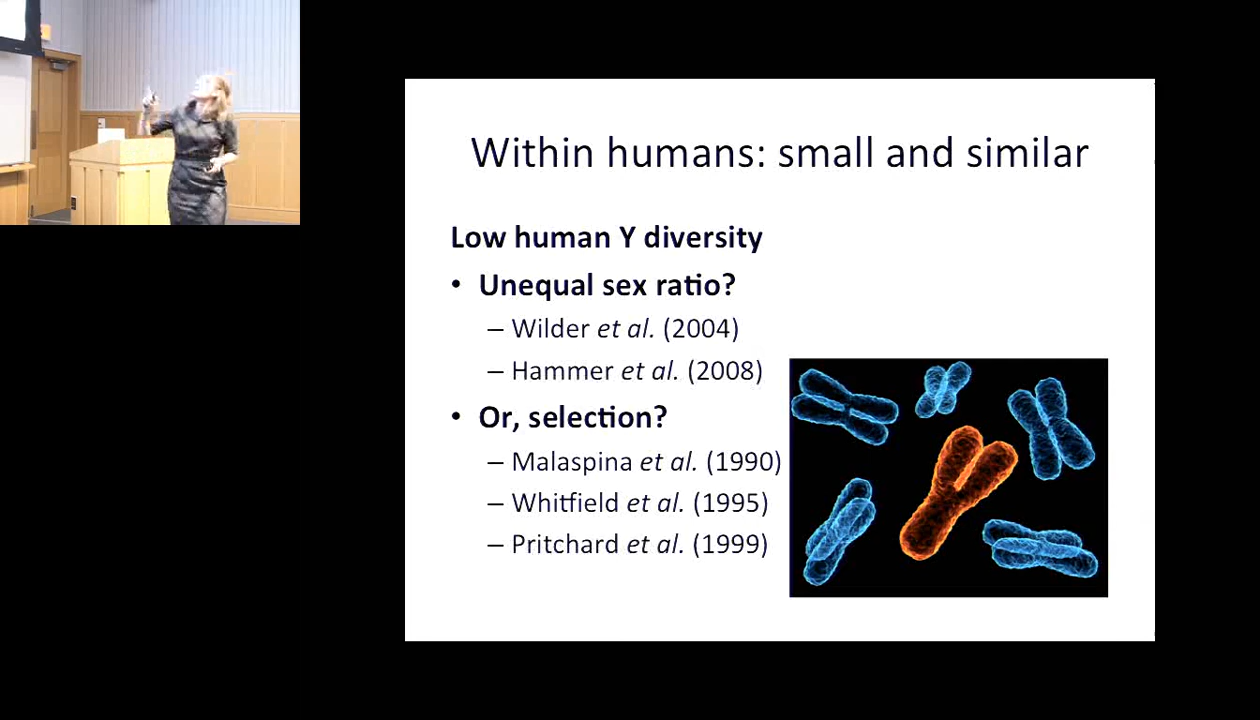 Within humans: small and similar
Low human Y diversity
• Unequal sex ratio?
– Wilder et al. (2004)
– Hammer et al. (2008)
• Or, selection?
– Malaspina et al. (1990)
– Whitfield et al. (1995)
– Pritchard et al. (1999)